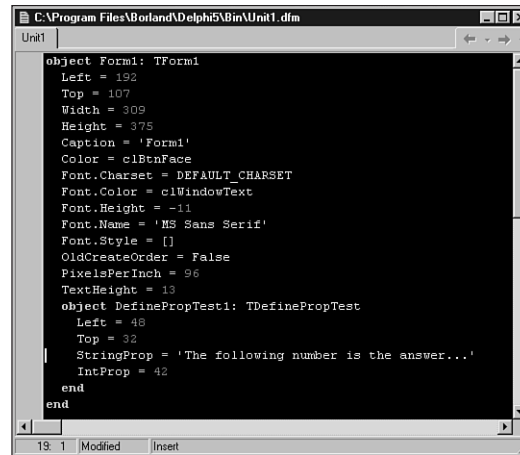 C:\Program Files\Borland\Delphi5\Bin\Unit1.dfm
Unit1
object Form1: TForm1
  Left = 192
  Top = 107
  Width = 309
  Height = 375
  Caption = 'Form1'
  Color = clBtnFace
  Font.Charset = DEFAULT_CHARSET
  Font.Color = clWindowText
  Font.Height = -11
  Font.Name = 'MS Sans Serif'
  Font.Style = []
  OldCreateOrder = False
  PixelsPerInch = 96
  TextHeight = 13
  object DefinePropTest1: TDefinePropTest
    Left = 48
    Top = 32
    StringProp = 'The following number is the answer...'
    IntProp = 42
  end
end
19: 1 Modified Insert